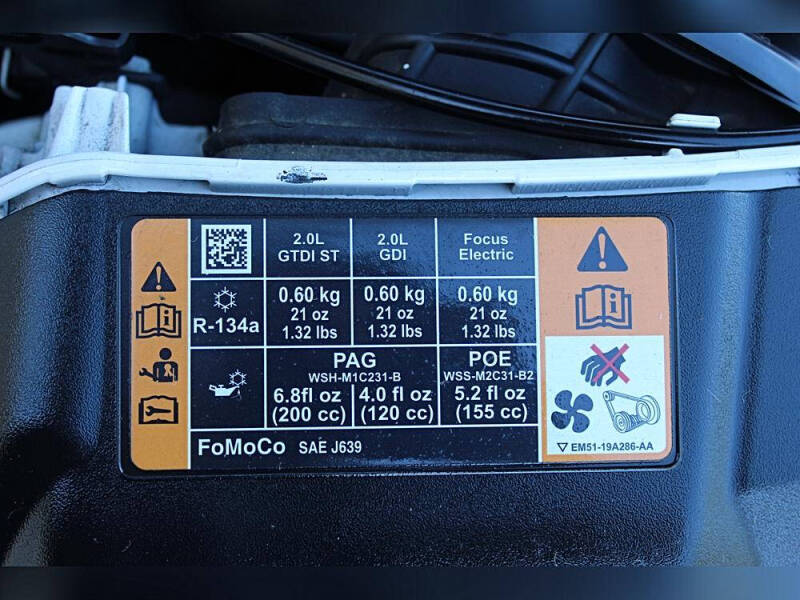 2.0L GTDI ST
2.0L GDI
Focus Electric
R-134a
0.60 kg 21 oz 1.32 lbs
0.60 kg 21 oz 1.32 lbs
0.60 kg 21 oz 1.32 lbs
PAG
WSH-M1C231-B
POE
WSS-M2C31-B2
6.8fl oz (200 cc)
4.0 fl oz (120 cc)
5.2 fl oz (155 cc)
FoMoCo SAE J639
EM51-19A286-AA